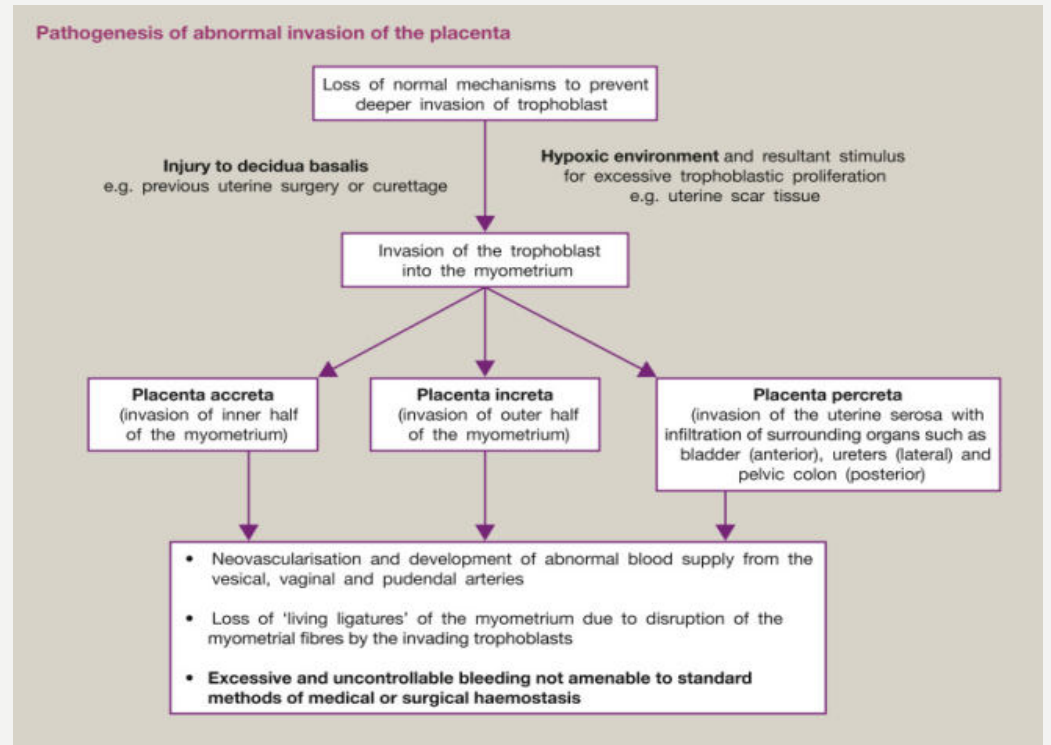 Pathogenesis of abnormal invasion of the placenta
Loss of normal mechanisms to prevent
deeper invasion of trophoblast
Injury to decidua basalis
e.g. previous uterine surgery or curettage
Hypoxic environment and resultant stimulus
for excessive trophoblastic proliferation
e.g. uterine scar tissue
Invasion of the trophoblast
into the myometrium
Placenta accreta
(invasion of inner half
of the myometrium)
Placenta increta
(invasion of outer half
of the myometrium)
Placenta percreta
(invasion of the uterine serosa with
infiltration of surrounding organs such as
bladder (anterior), ureters (lateral) and
pelvic colon (posterior)
• Neovascularisation and development of abnormal blood supply from the
vesical, vaginal and pudendal arteries
• Loss of ‘living ligatures’ of the myometrium due to disruption of the
myometrial fibres by the invading trophoblasts
• Excessive and uncontrollable bleeding not amenable to standard
methods of medical or surgical haemostasis